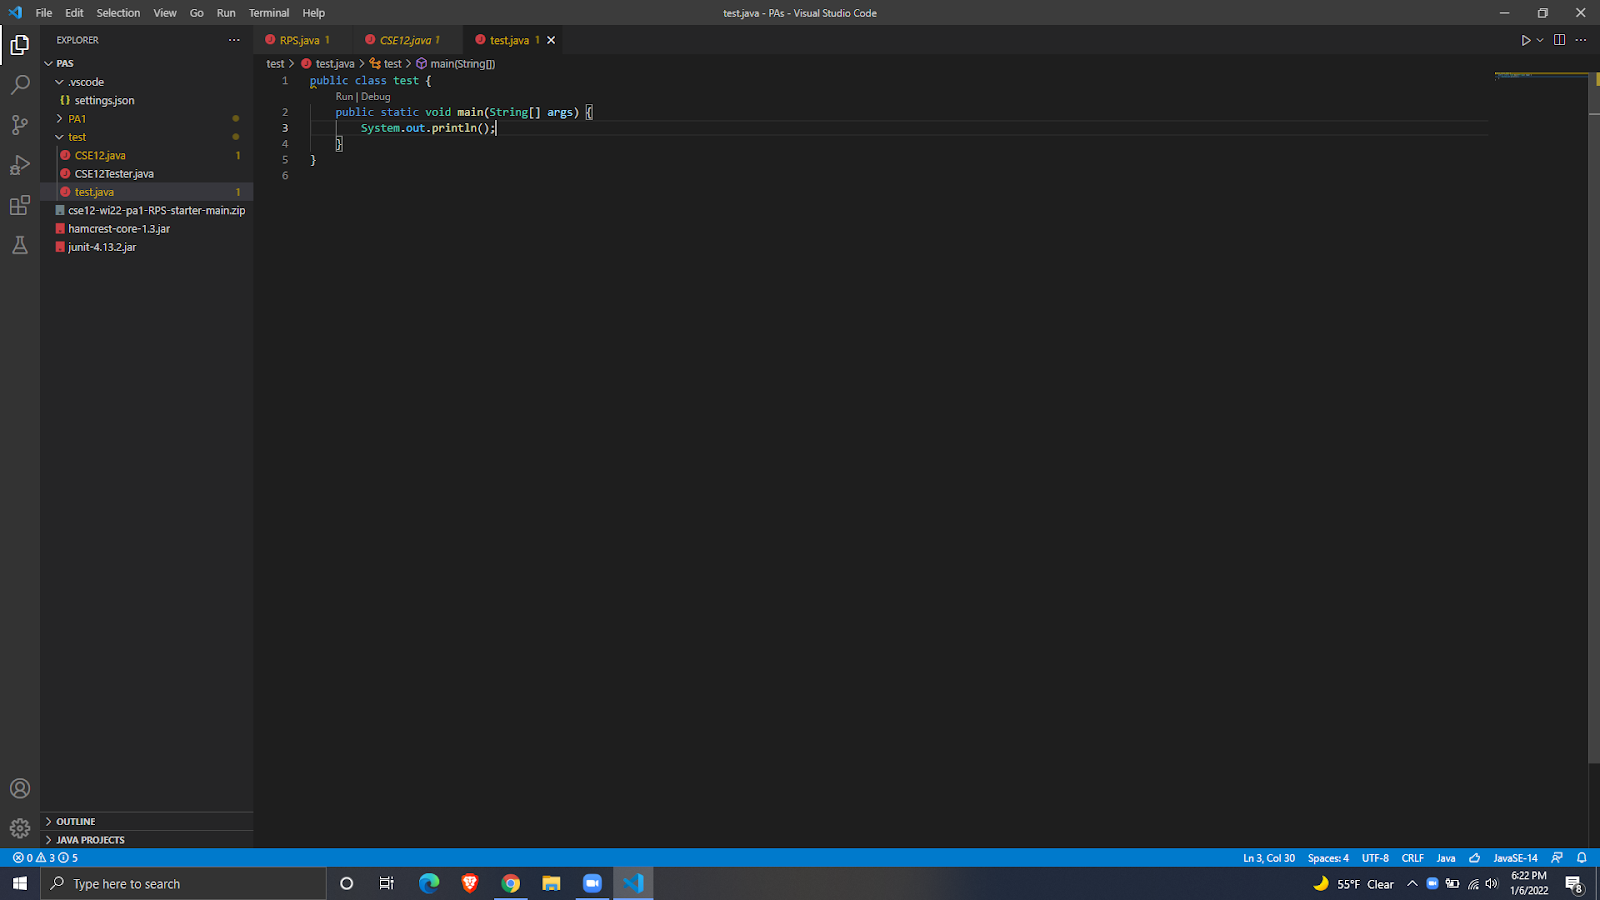 File Edit Selection View Go Run Terminal Help
test.java - PAs - Visual Studio Code
EXPLORER
RPS.java 1
CSE12.java 1
test.java 1
PAS
.vscode
settings.json
PA1
test
CSE12.java 1
CSE12Tester.java
test.java 1
cse12-wi22-pa1-RPS-starter-main.zip
hamcrest-core-1.3.jar
junit-4.13.2.jar
OUTLINE
JAVA PROJECTS
test > test.java > test > main(String[])
1 public class test {
Run | Debug
2 public static void main(String[] args) {
3 System.out.println();
4 }
5 }
6
0 3 5
Ln 3, Col 30 Spaces: 4 UTF-8 CRLF Java JavaSE-14
Type here to search
55°F Clear
6:22 PM
1/6/2022
8